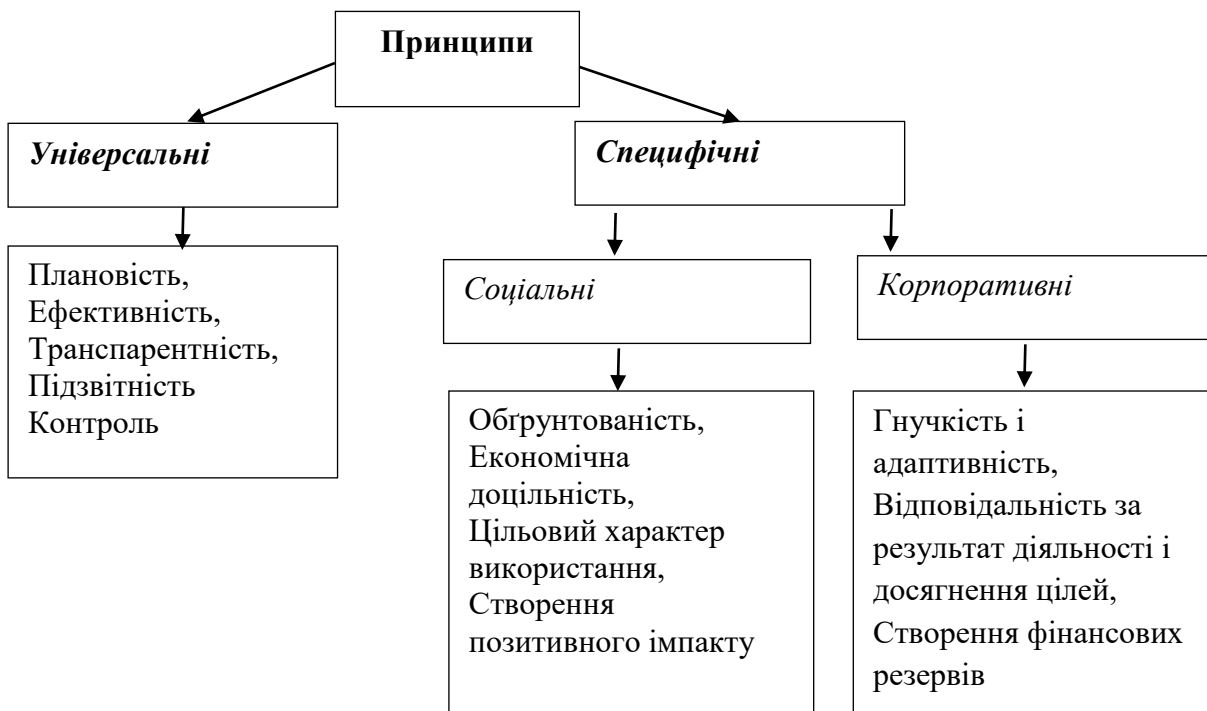 Принципи
Універсальні
Специфічні
Плановість,
Ефективність,
Транспарентність,
Підзвітність
Контроль
Соціальні
Корпоративні
Обґрунтованість,
Економічна
доцільність,
Цільовий характер
використання,
Створення
позитивного імпакту
Гнучкість і
адаптивність,
Відповідальність за
результат діяльності і
досягнення цілей,
Створення фінансових
резервів